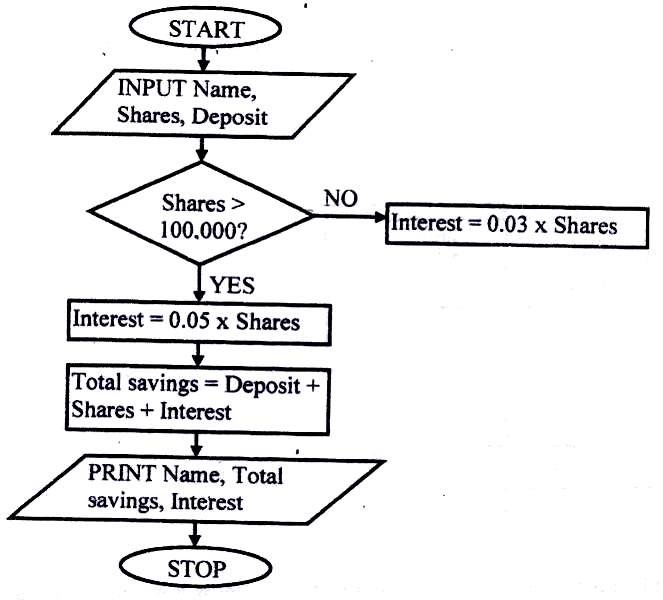 START
INPUT Name,
Shares, Deposit
Shares >
100,000?
NO
Interest = 0.03 x Shares
YES
Interest = 0.05 x Shares
Total savings = Deposit +
Shares + Interest
PRINT Name, Total
savings, Interest
STOP